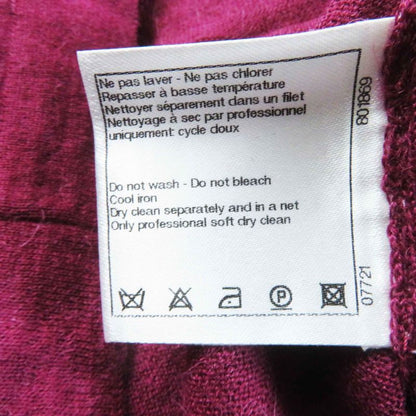 Ne pas laver - Ne pas chlorer
Repasser à basse température
Nettoyer séparement dans un filet
Nettoyage à sec par professionnel
uniquement: cycle doux
Do not wash - Do not bleach
Cool iron
Dry clean separately and in a net
Only professional soft dry clean
P
801869
07721